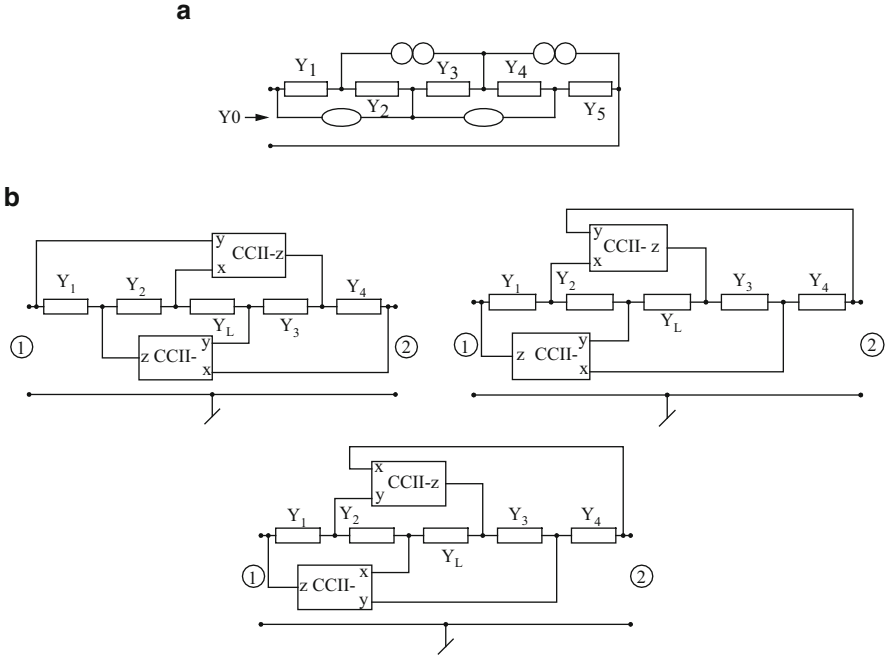 a
Y1 Y2 Y3 Y4 Y5
Y0
b
y CCII-z
x
Y1 Y2 YL Y3 Y4
z CCII- y
x
1 2
y
CCII- z
x
Y1 Y2 YL Y3 Y4
y
z CCII-
x
1 2
x
CCII-z
y
Y1 Y2 YL Y3 Y4
x
z CCII-
y
1 2